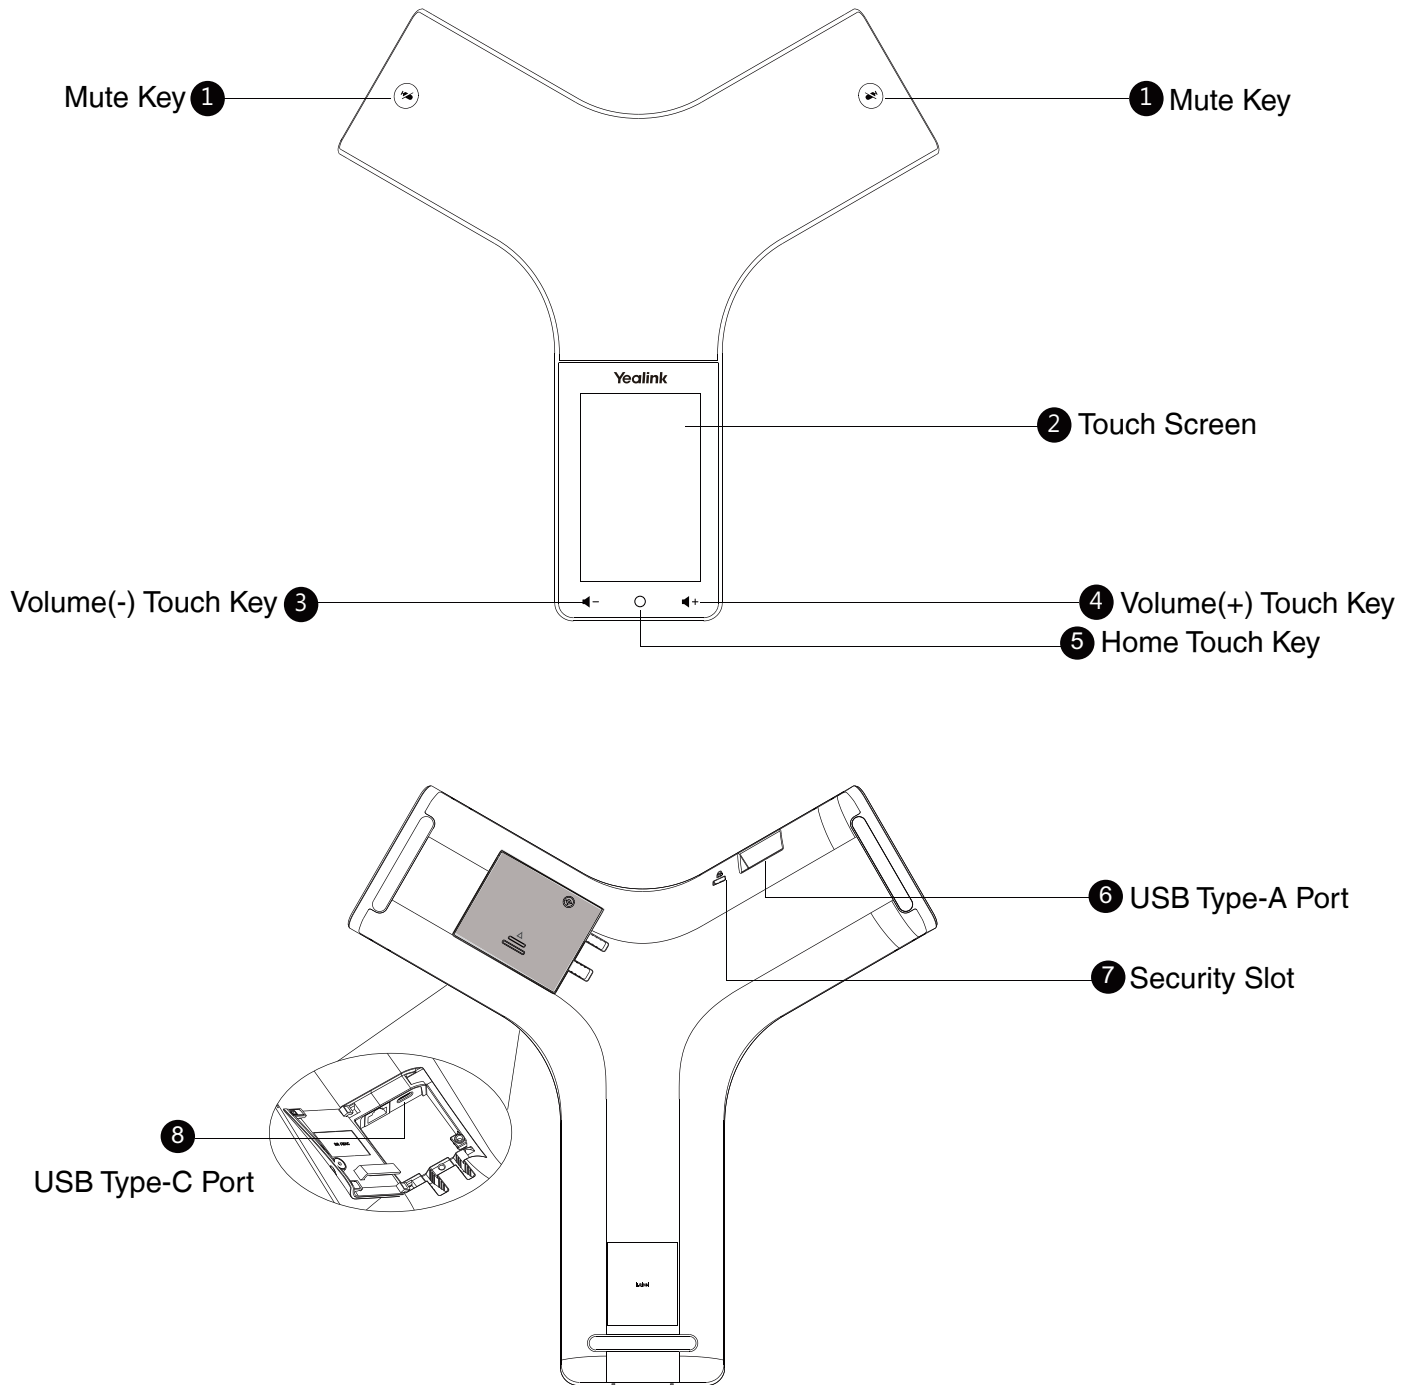 Mute Key 1
1 Mute Key
Yealink
2 Touch Screen
Volume(-) Touch Key 3
4 Volume(+) Touch Key
5 Home Touch Key
6 USB Type-A Port
7 Security Slot
8
USB Type-C Port
Label